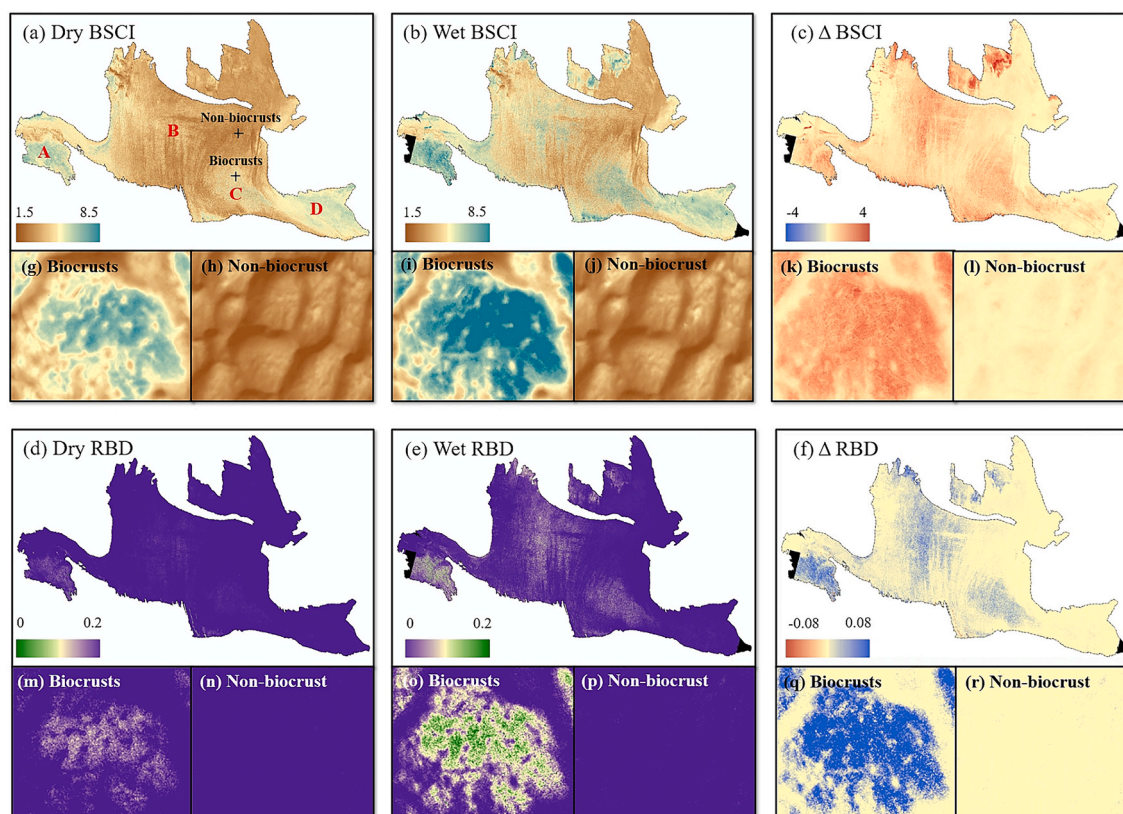 (a) Dry BSCI
(b) Wet BSCI
(c) Δ BSCI
Non-biocrusts
B
A
Biocrusts
C
D
1.5 8.5
1.5 8.5
-4 4
(g) Biocrusts
(h) Non-biocrust
(i) Biocrusts
(j) Non-biocrust
(k) Biocrusts
(l) Non-biocrust
(d) Dry RBD
(e) Wet RBD
(f) Δ RBD
0 0.2
0 0.2
-0.08 0.08
(m) Biocrusts
(n) Non-biocrust
(o) Biocrusts
(p) Non-biocrust
(q) Biocrusts
(r) Non-biocrust